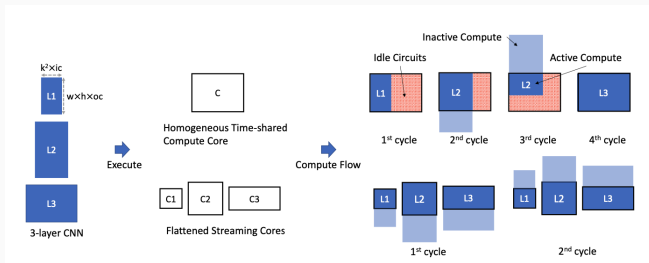 k²×ic
L1
w×h×oc
L2
L3
3-layer CNN
Execute
C
Homogeneous Time-shared
Compute Core
C1
C2
C3
Flattened Streaming Cores
Compute Flow
Inactive Compute
Idle Circuits
Active Compute
L1
L2
L2
L3
1st cycle
2nd cycle
3rd cycle
4th cycle
L1
L2
L3
L1
L2
L3
1st cycle
2nd cycle